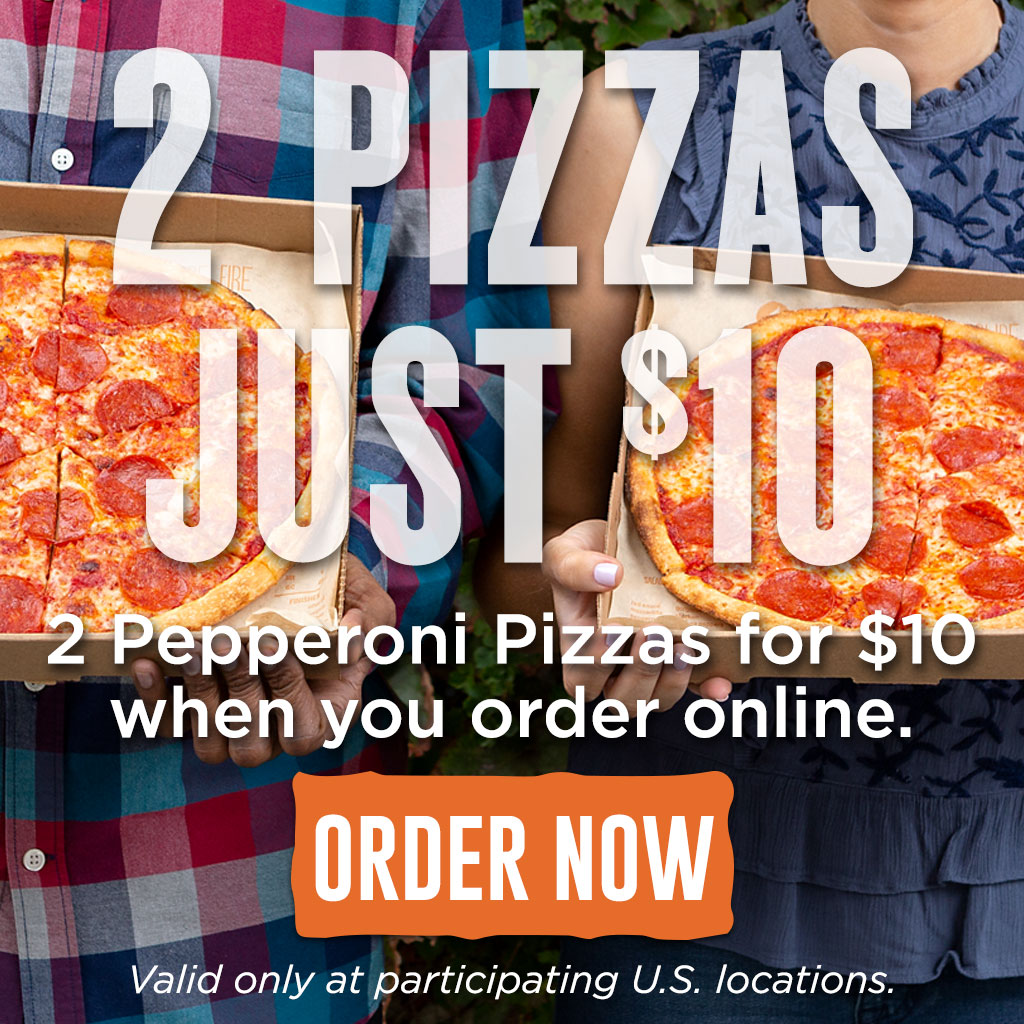 2 PIZZAS
JUST $10
2 Pepperoni Pizzas for $10
when you order online.
ORDER NOW
Valid only at participating U.S. locations.
FIRE